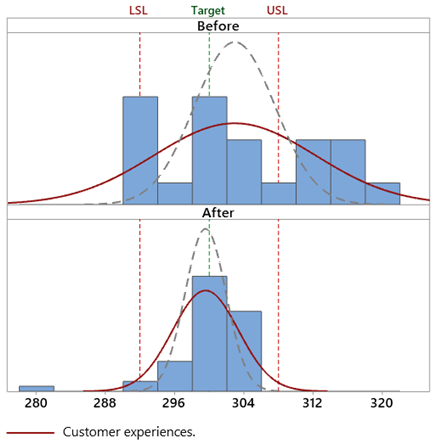 LSL Target USL
Before
After
280 288 296 304 312 320
Customer experiences.